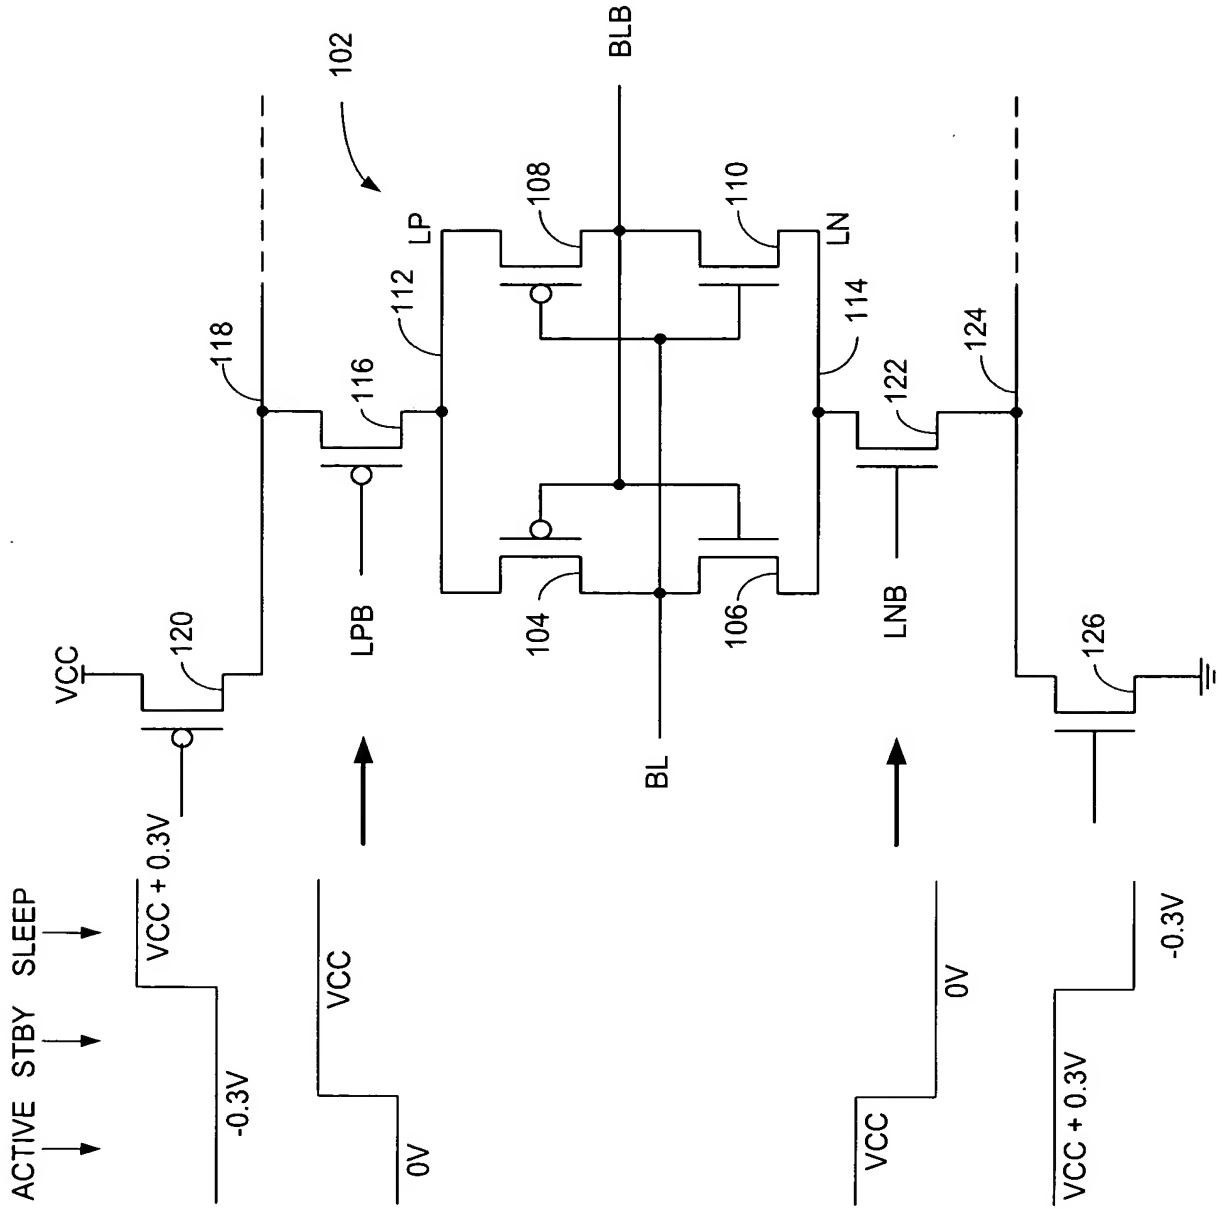 ACTIVE STBY SLEEP
VCC
120
VCC + 0.3V
-0.3V
118
102
LPB
116
VCC
0V
112
LP
104
108
BL
BLB
106
110
114
LN
LNB
122
VCC
0V
124
126
VCC + 0.3V
-0.3V